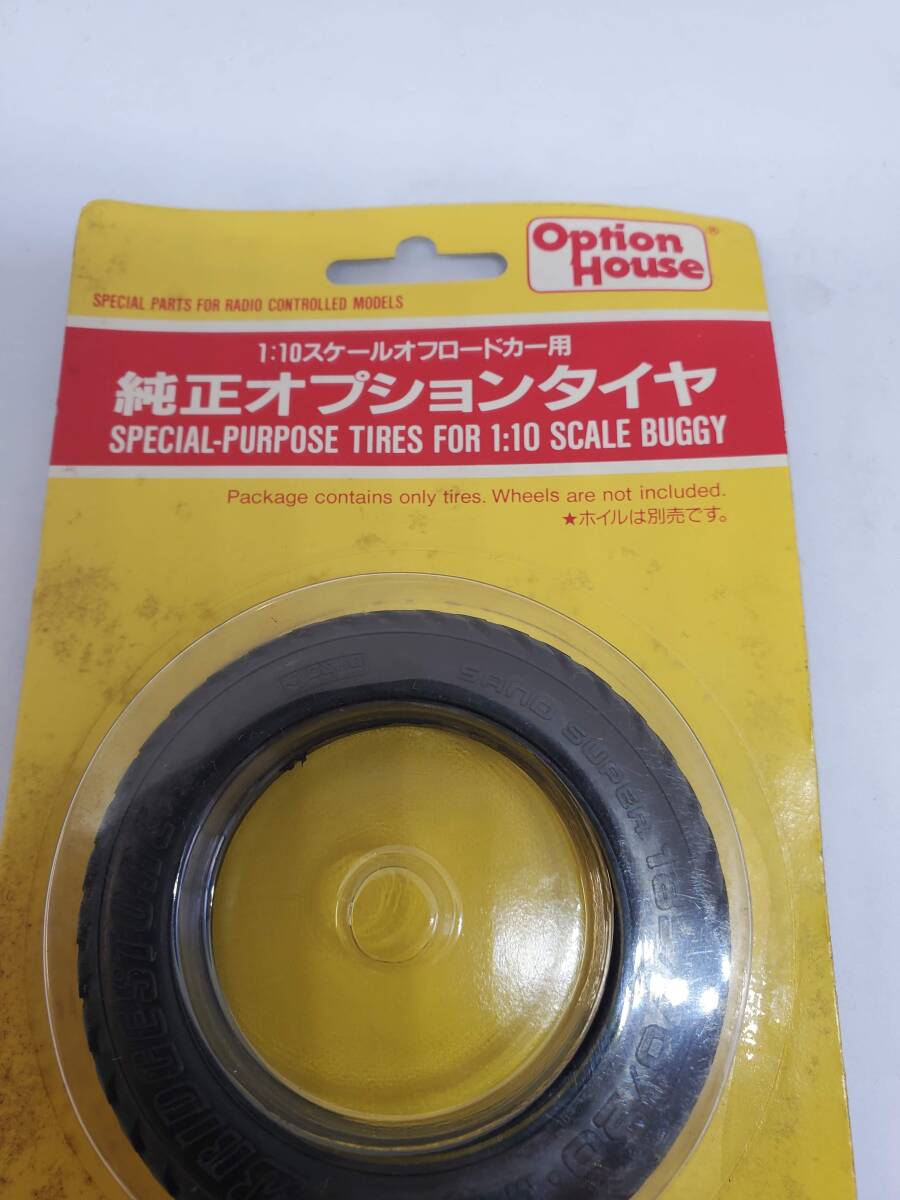 Option
House
®
SPECIAL PARTS FOR RADIO CONTROLLED MODELS
1:10スケールオフロードカー用
純正オプションタイヤ
SPECIAL-PURPOSE TIRES FOR 1:10 SCALE BUGGY
Package contains only tires. Wheels are not included.
★ホイルは別売です。
KYOSHO
SAND SUPER
BRIDGESTONE